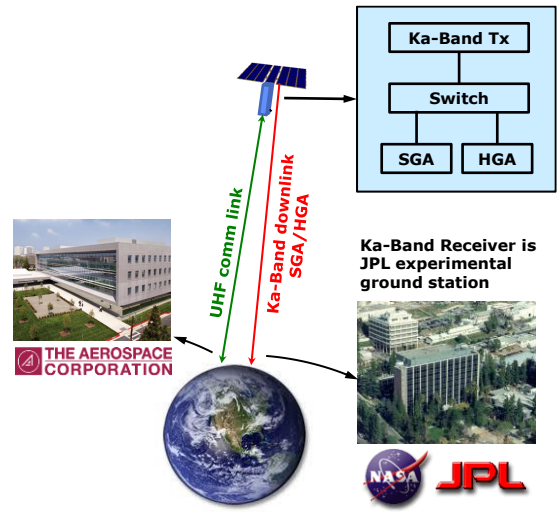 Ka-Band Tx
Switch
SGA
HGA
UHF comm link
Ka-Band downlink
SGA/HGA
Ka-Band Receiver is
JPL experimental
ground station
THE AEROSPACE
CORPORATION
NASA
JPL